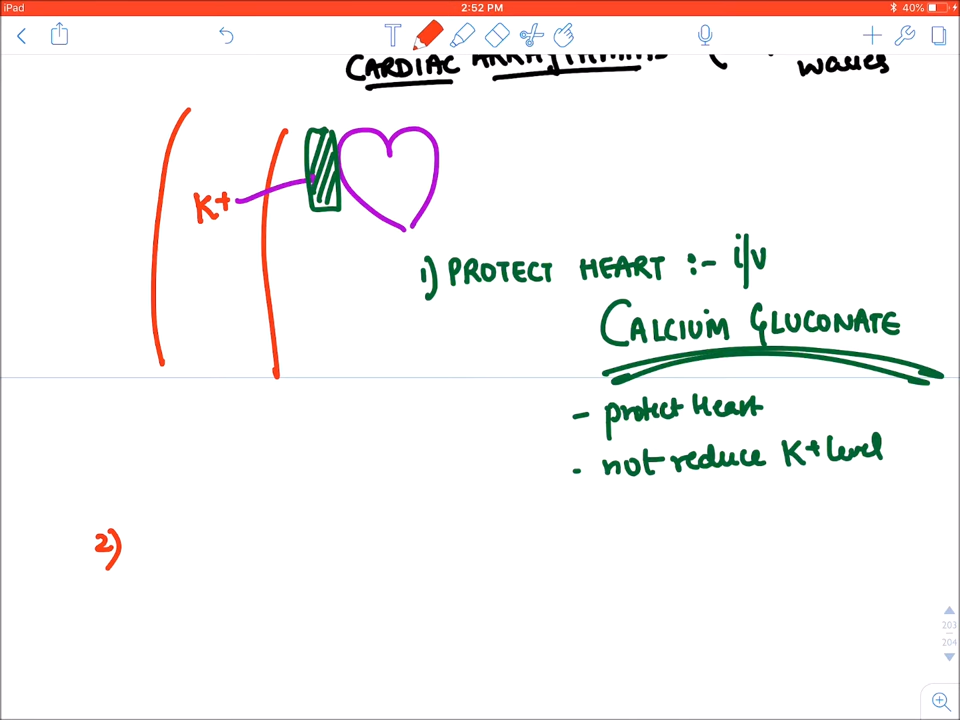 iPad 2:52 PM 40%
T
CARDIAC
waves
K+
1) PROTECT HEART :- i/v
CALCIUM GLUCONATE
- protect Heart
- not reduce K+ level
2)
203
204